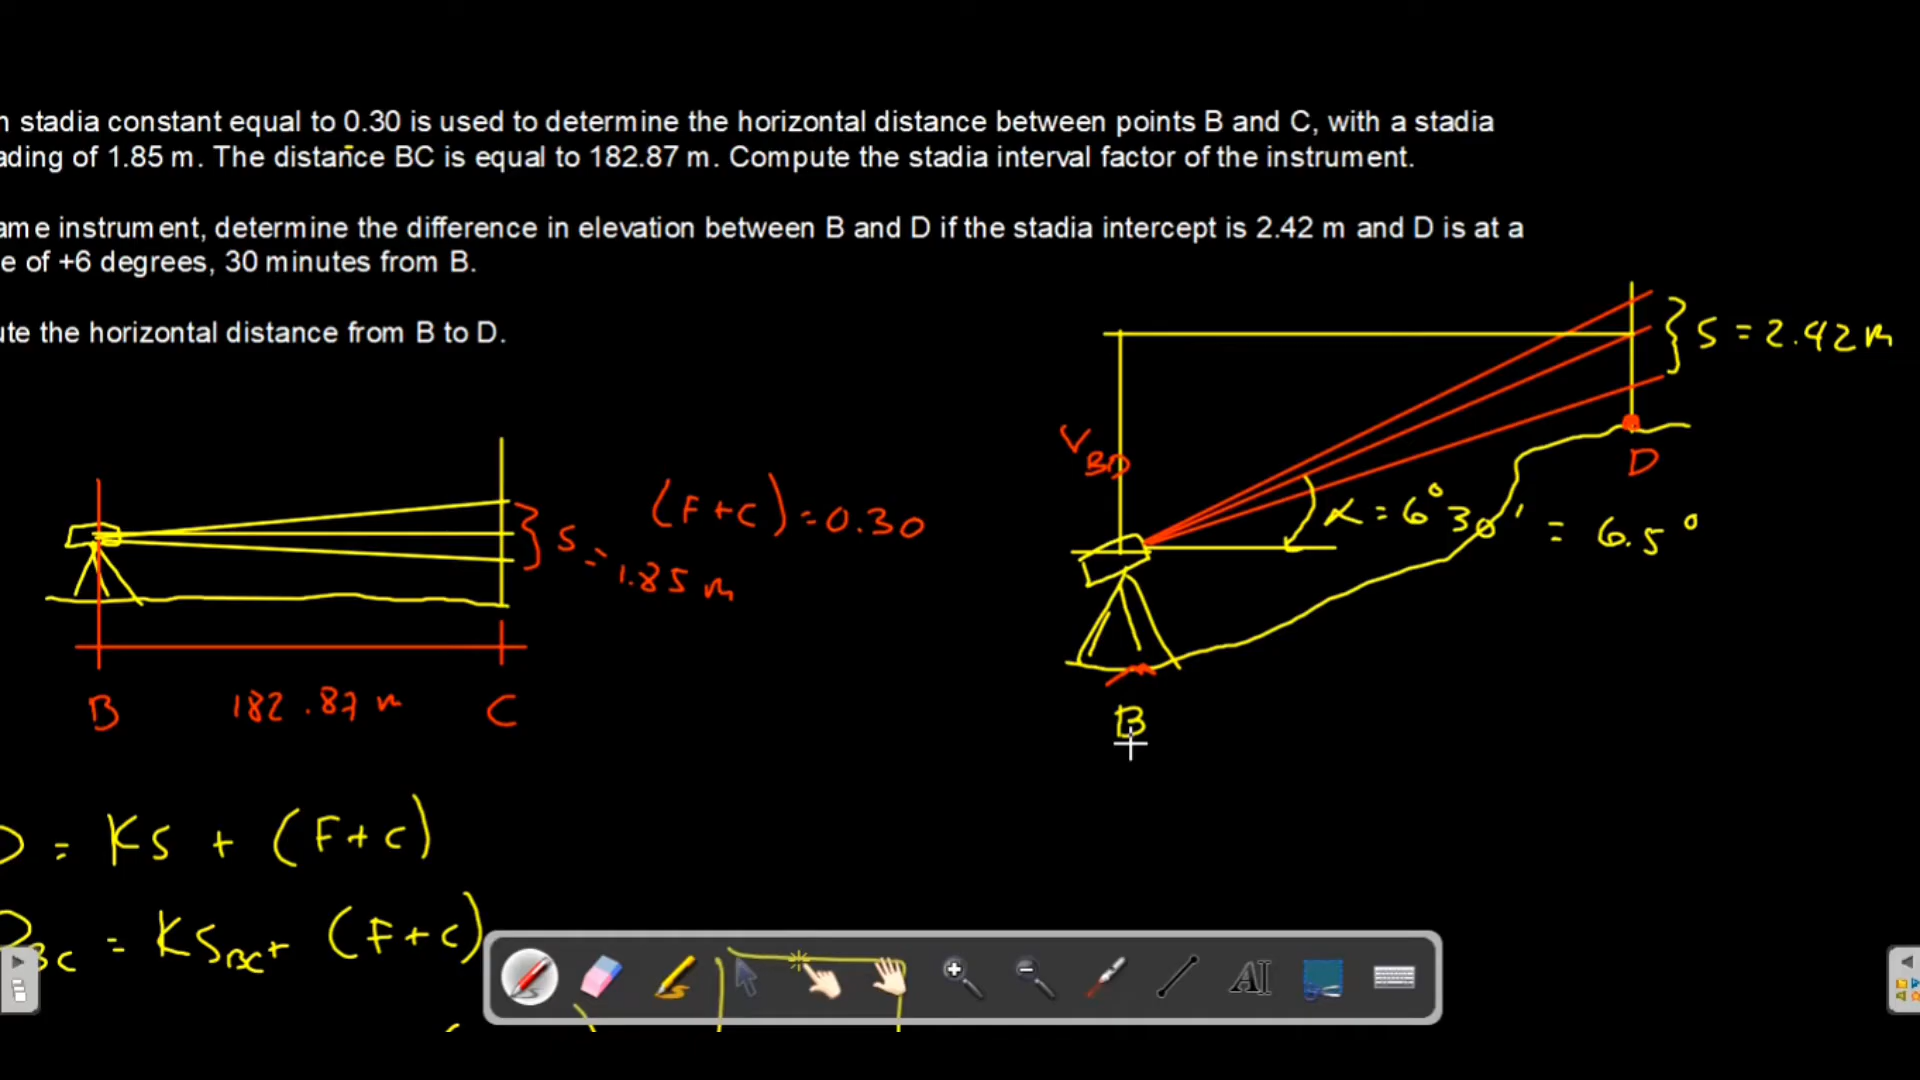 stadia constant equal to 0.30 is used to determine the horizontal distance between points B and C, with a stadia
ading of 1.85 m. The distance BC is equal to 182.87 m. Compute the stadia interval factor of the instrument.
ame instrument, determine the difference in elevation between B and D if the stadia intercept is 2.42 m and D is at a
e of +6 degrees, 30 minutes from B.
ute the horizontal distance from B to D.
S = 2.42 m
V BD
D
(F+C) = 0.30
α = 6° 30' = 6.5°
S = 1.85 m
B 182.87 m C
B
D = KS + (F+C)
BC = KS BC + (F+C)
AI